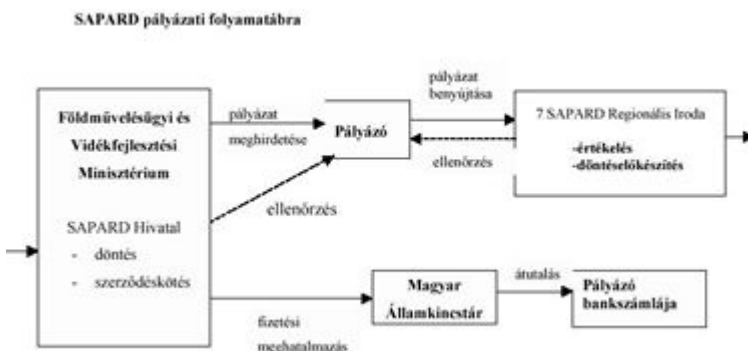 SAPARD pályázati folyamatábra
Földművelésügyi és
Vidékfejlesztési
Minisztérium
SAPARD Hivatal
- döntés
- szerződéskötés
pályázat
meghirdetése
ellenőrzés
Pályázó
pályázat
benyújtása
ellenőrzés
7 SAPARD Regionális Iroda
-értékelés
-döntéselőkészítés
fizetési
meghatalmazás
Magyar
Államkincstár
átutalás
Pályázó
bankszámlája